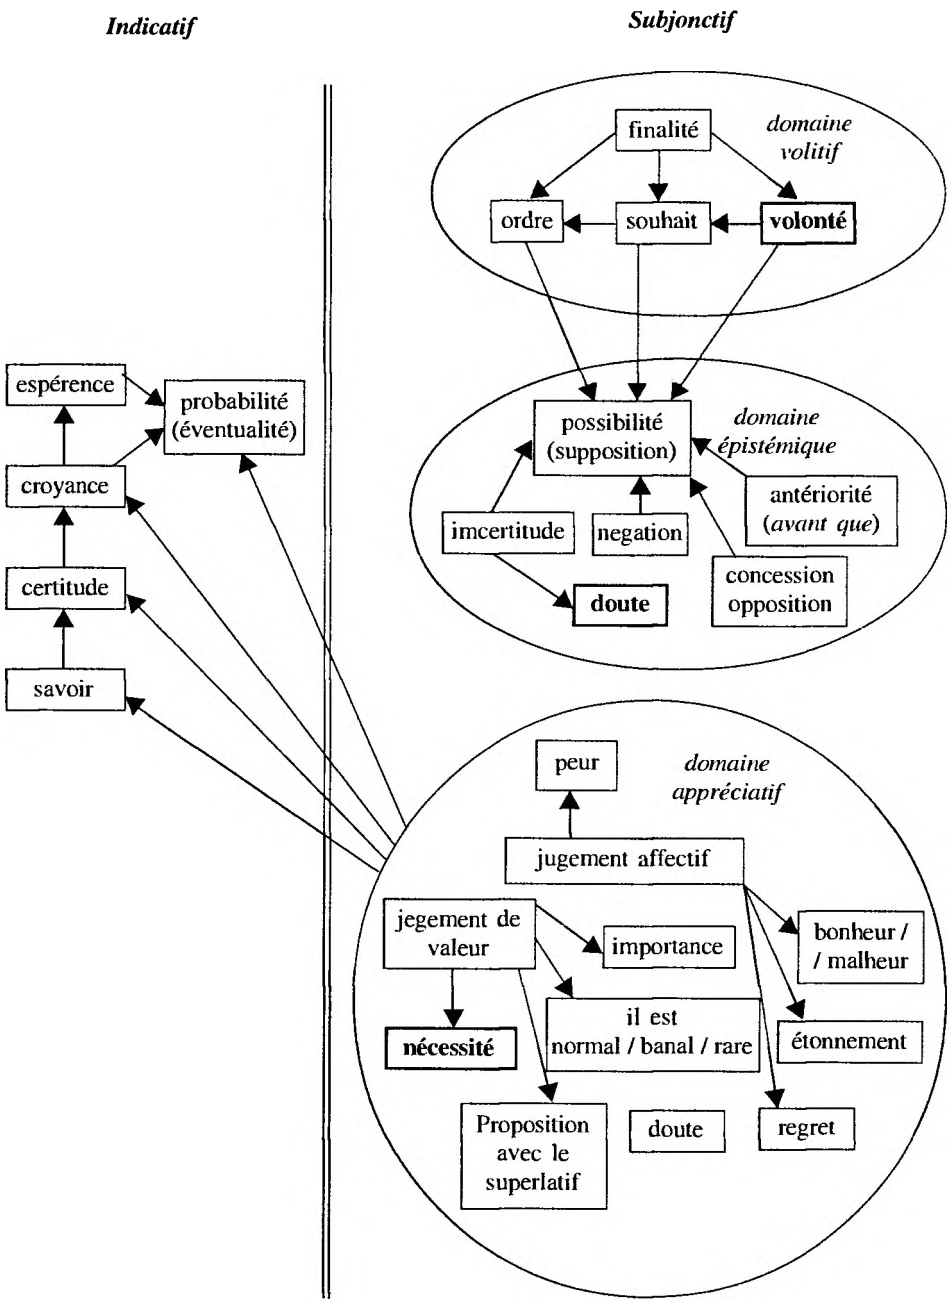 Indicatif
Subjonctif
finalité
domaine
volitif
ordre
souhait
volonté
espérence
probabilité
(éventualité)
croyance
certitude
savoir
possibilité
(supposition)
domaine
épistémique
antériorité
(avant que)
imcertitude
negation
concession
opposition
doute
peur
domaine
appréciatif
jugement affectif
jegement de
valeur
importance
bonheur /
/ malheur
nécessité
il est
normal / banal / rare
étonnement
Proposition
avec le
superlatif
doute
regret